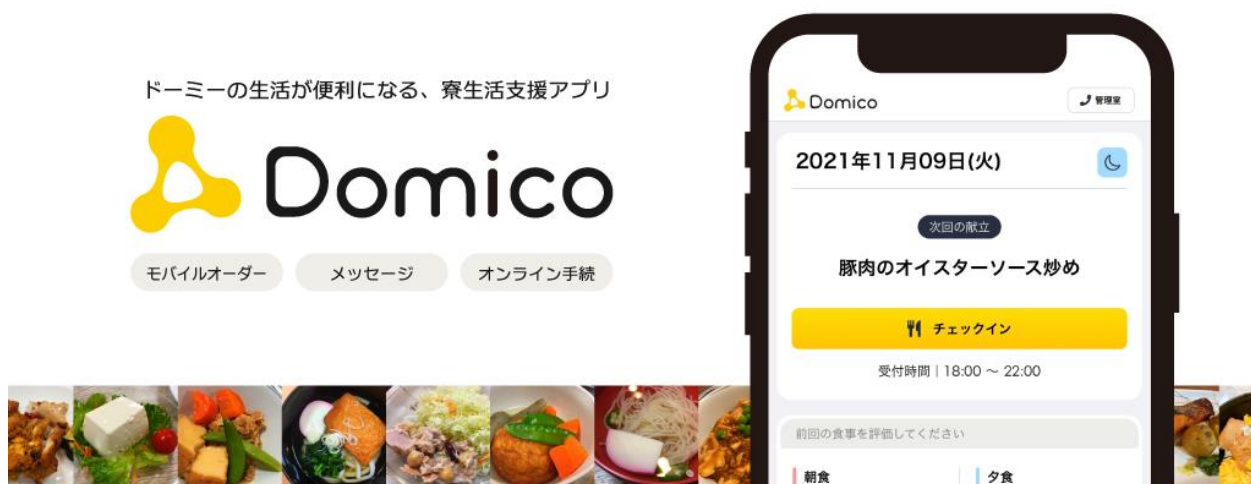 ドーミーの生活が便利になる、寮生活支援アプリ
Domico
モバイルオーダー
メッセージ
オンライン手続
Domico
管理室
2021年11月09日(火)
次回の献立
豚肉のオイスターソース炒め
チェックイン
受付時間|18:00 ~ 22:00
前回の食事を評価してください
朝食
夕食